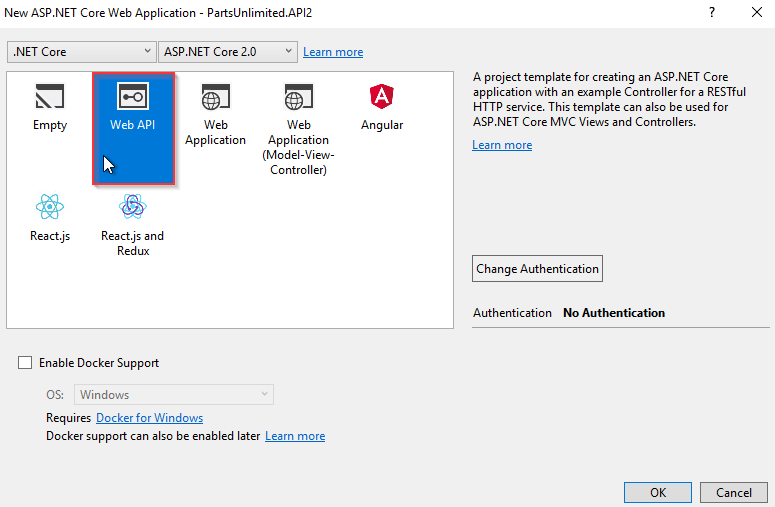 New ASP.NET Core Web Application - PartsUnlimited.API2
? ×
.NET Core
ASP.NET Core 2.0
Learn more
Empty
Web API
Web
Application
Web
Application
(Model-View-
Controller)
Angular
React.js
React.js and
Redux
A project template for creating an ASP.NET Core
application with an example Controller for a RESTful
HTTP service. This template can also be used for
ASP.NET Core MVC Views and Controllers.
Learn more
Change Authentication
Authentication No Authentication
Enable Docker Support
OS: Windows
Requires Docker for Windows
Docker support can also be enabled later Learn more
OK
Cancel